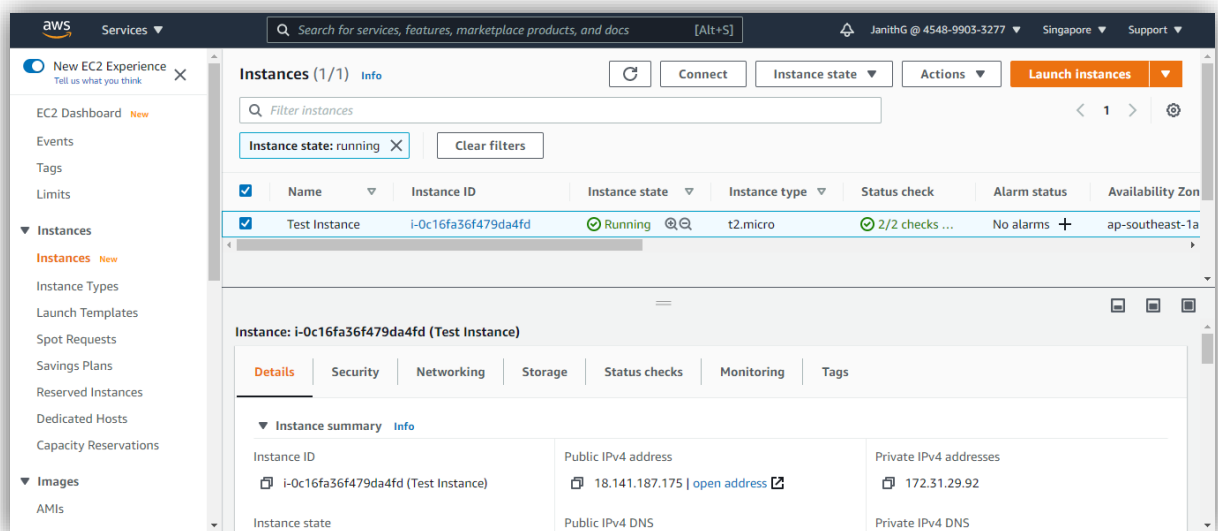 aws Services ▼ Search for services, features, marketplace products, and docs [Alt+S] JanithG @ 4548-9903-3277 ▼ Singapore ▼ Support ▼
New EC2 Experience
Tell us what you think
EC2 Dashboard New
Events
Tags
Limits
Instances
Instances New
Instance Types
Launch Templates
Spot Requests
Savings Plans
Reserved Instances
Dedicated Hosts
Capacity Reservations
Images
AMIs
Instances (1/1) Info Connect Instance state ▼ Actions ▼ Launch instances ▼
Filter instances 1
Instance state: running Clear filters
Name Instance ID Instance state Instance type Status check Alarm status Availability Zon
Test Instance i-0c16fa36f479da4fd Running t2.micro 2/2 checks ... No alarms + ap-southeast-1a
Instance: i-0c16fa36f479da4fd (Test Instance)
Details Security Networking Storage Status checks Monitoring Tags
Instance summary Info
Instance ID Public IPv4 address Private IPv4 addresses
i-0c16fa36f479da4fd (Test Instance) 18.141.187.175 | open address 172.31.29.92
Instance state Public IPv4 DNS Private IPv4 DNS